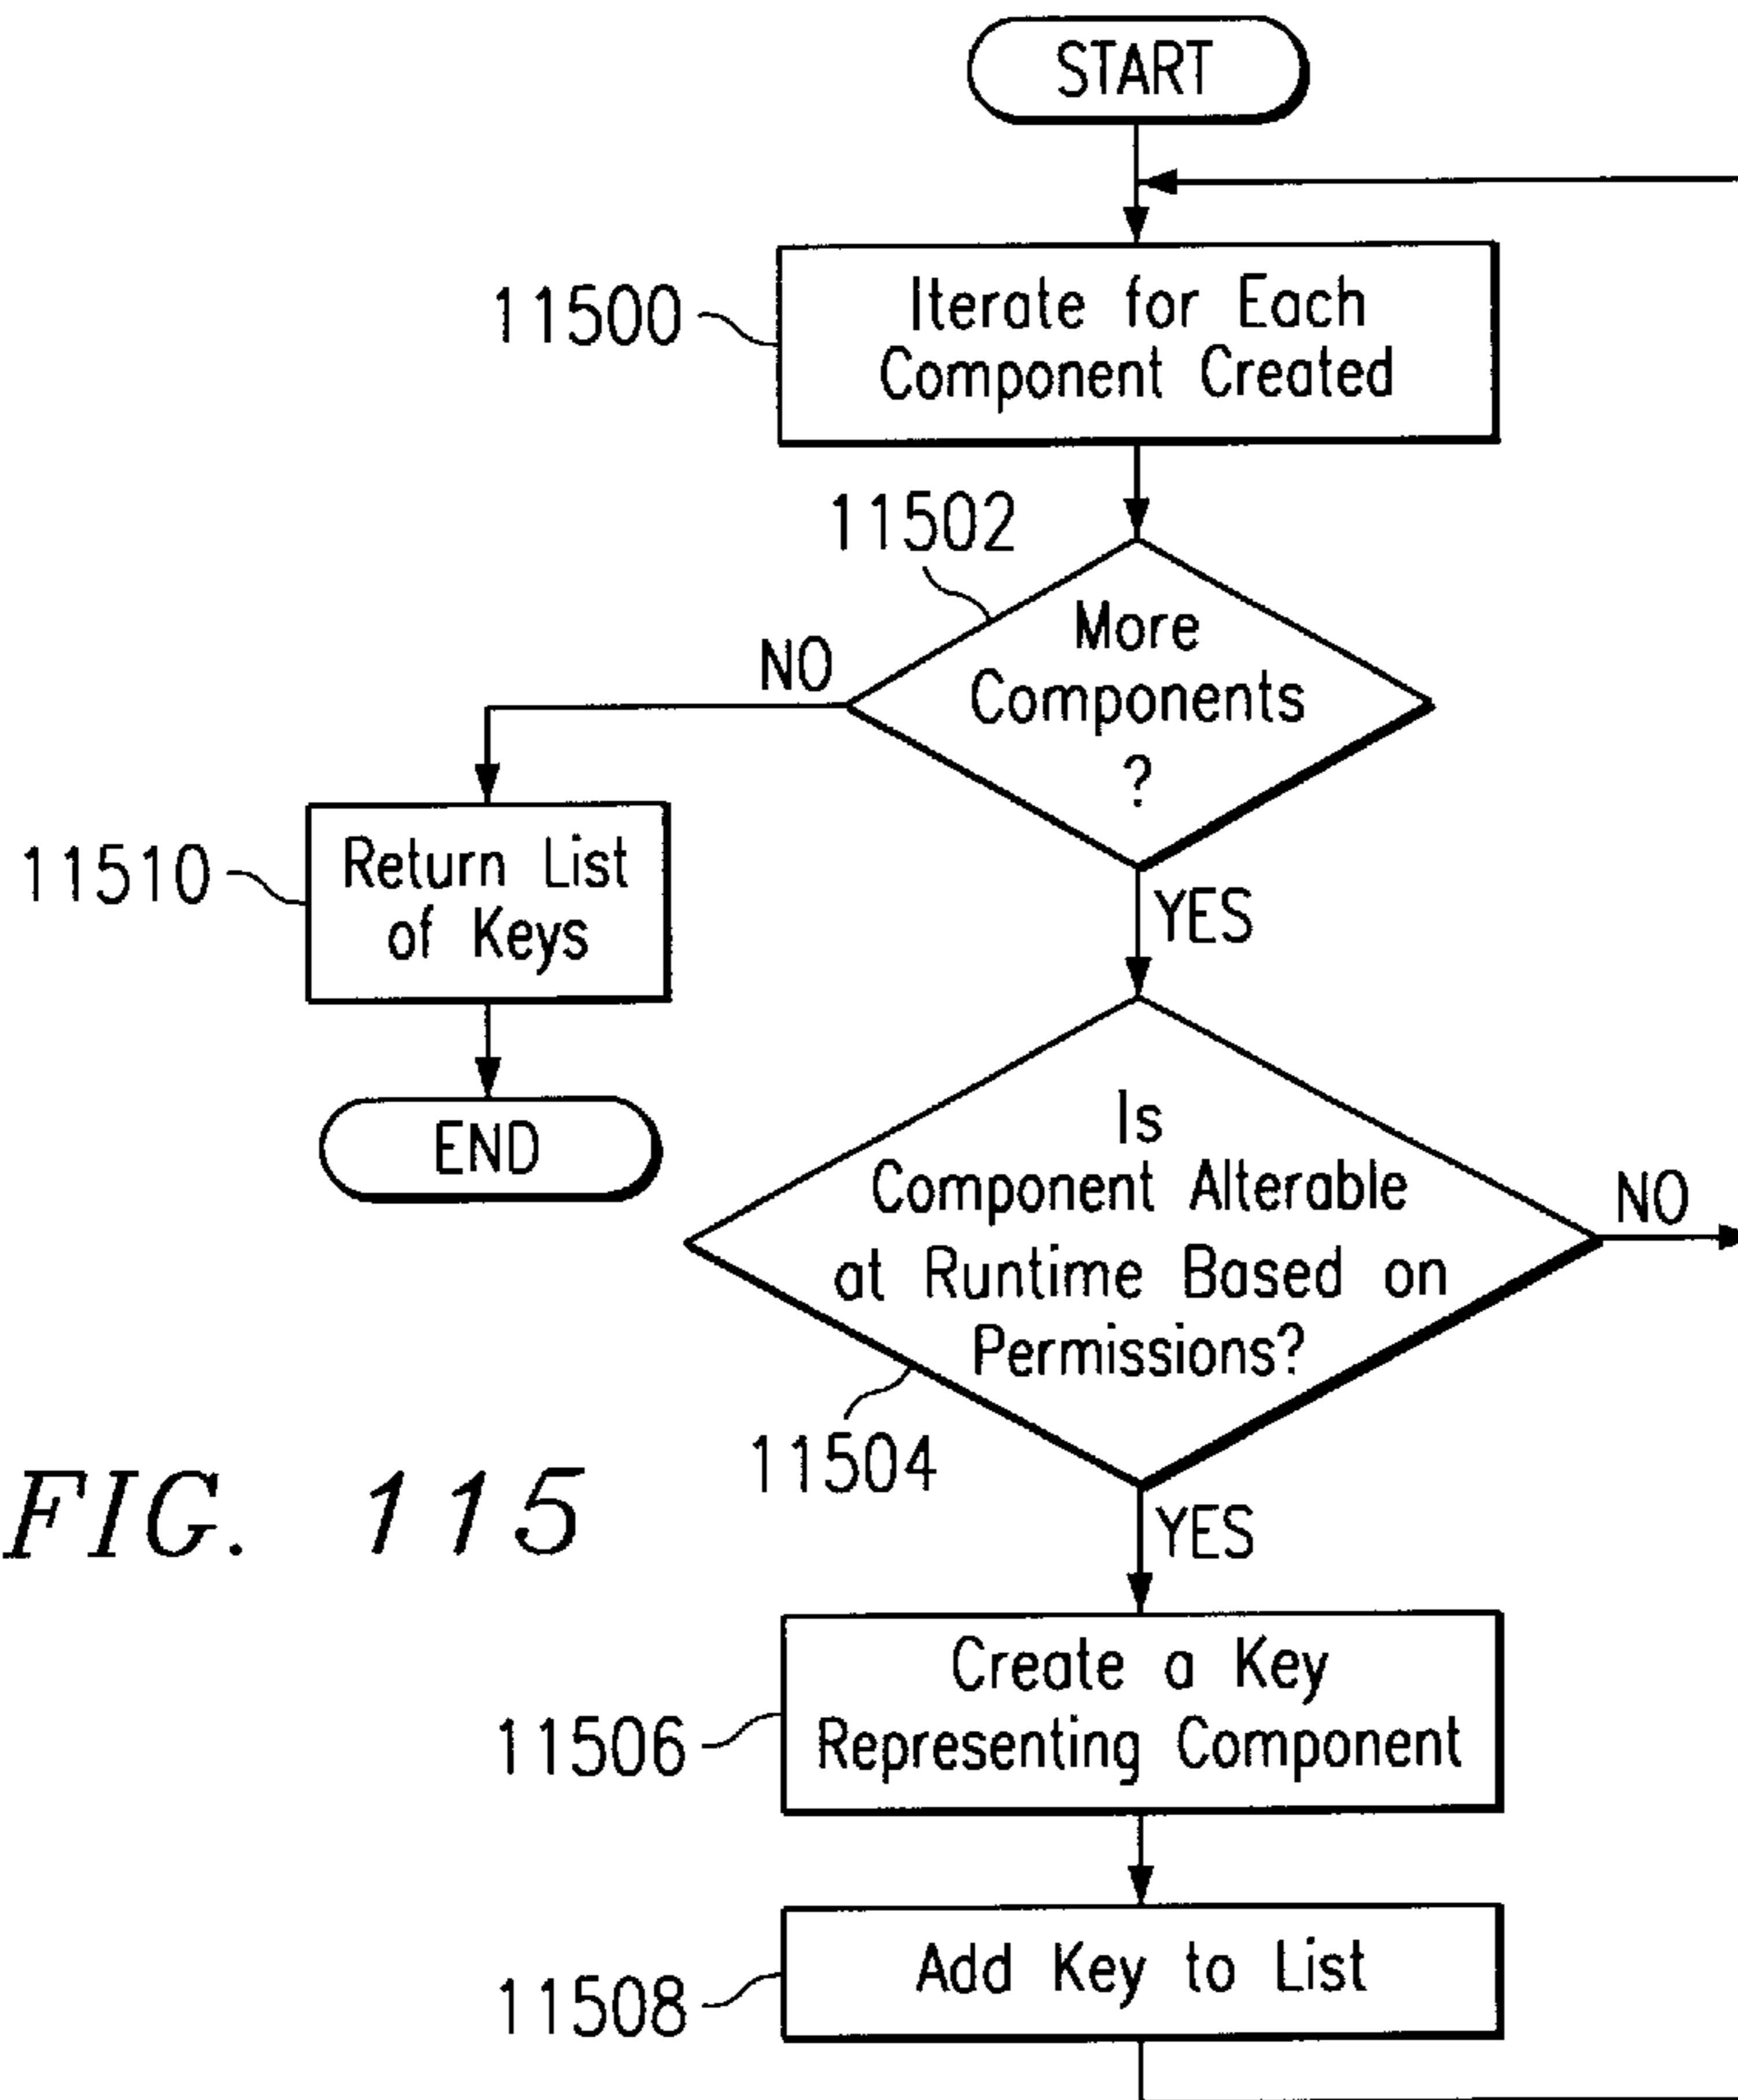 START
11500
Iterate for Each
Component Created
11502
More
Components
?
NO
YES
11510
Return List
of Keys
END
Is
Component Alterable
at Runtime Based on
Permissions?
NO
11504
YES
FIG. 115
11506
Create a Key
Representing Component
11508
Add Key to List